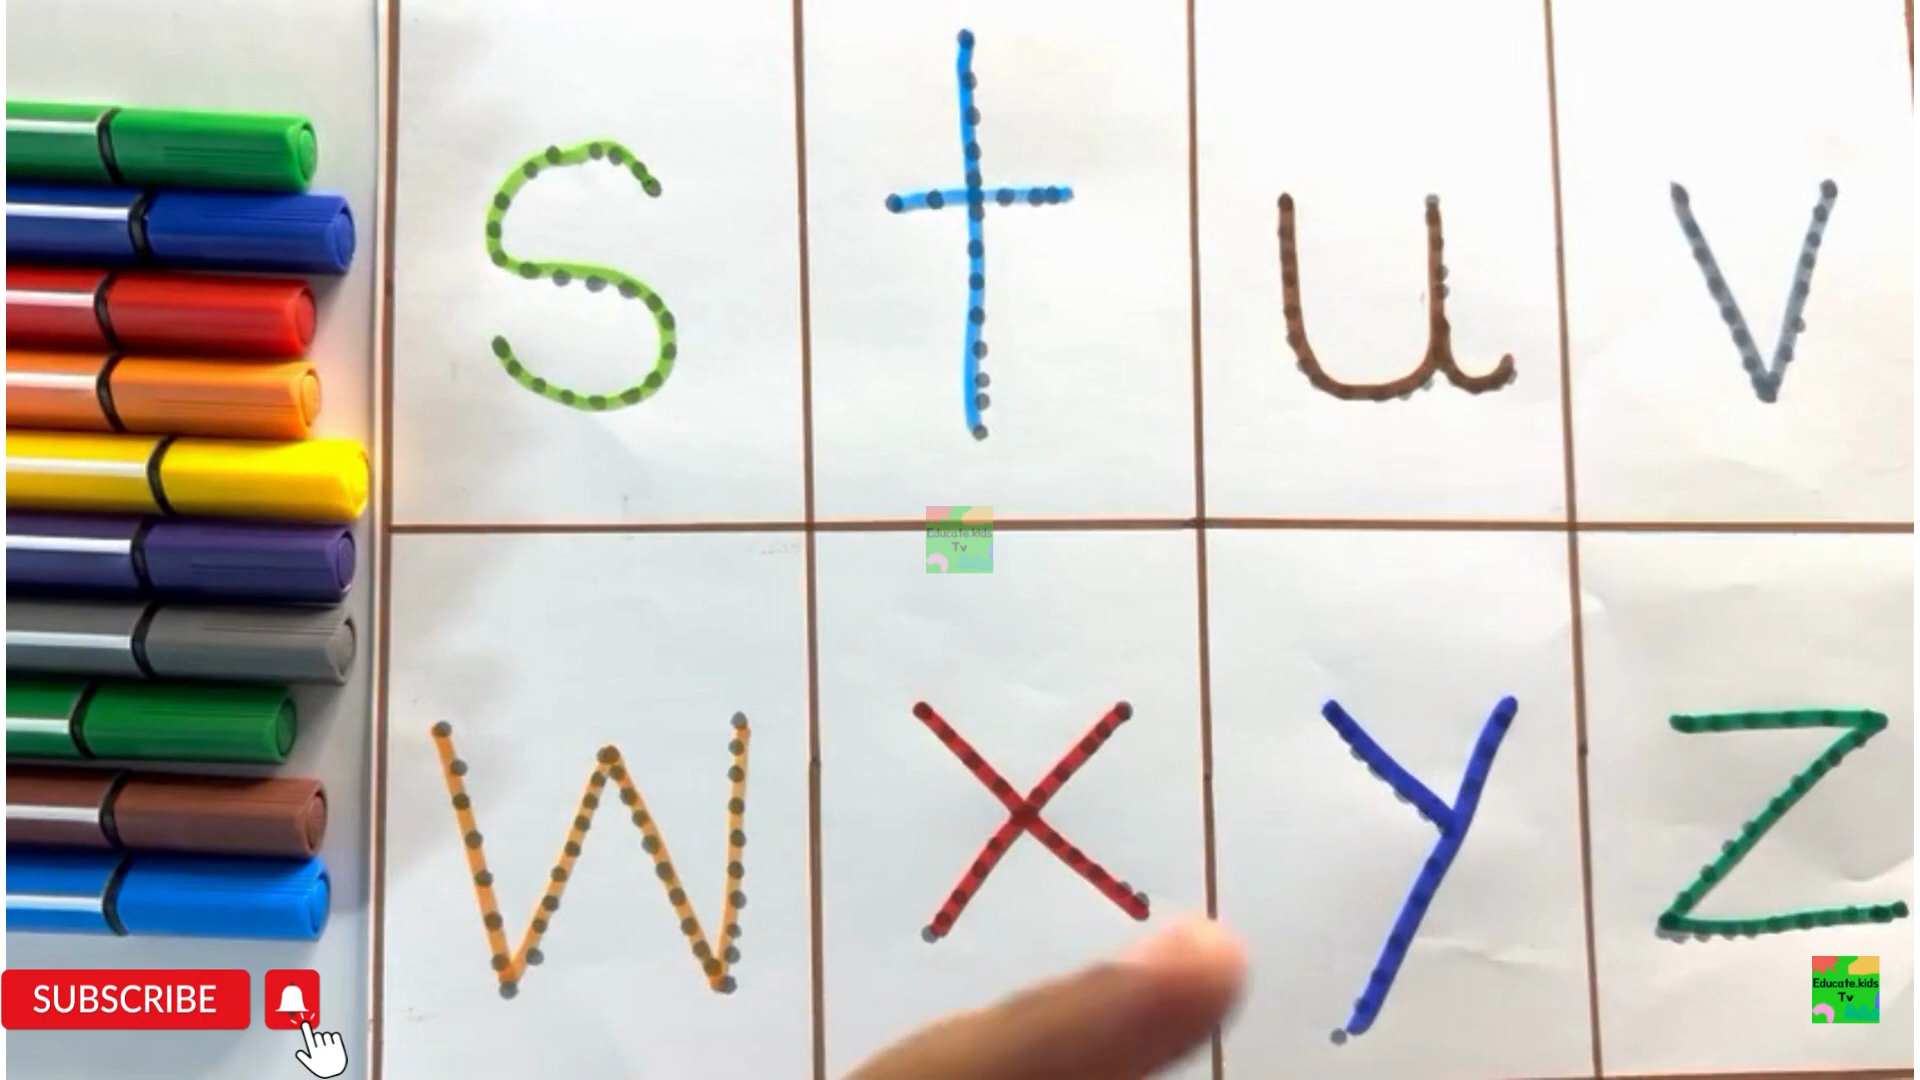 s t u v
Educate.kids
Tv
w x y z
SUBSCRIBE
Educate.kids
Tv